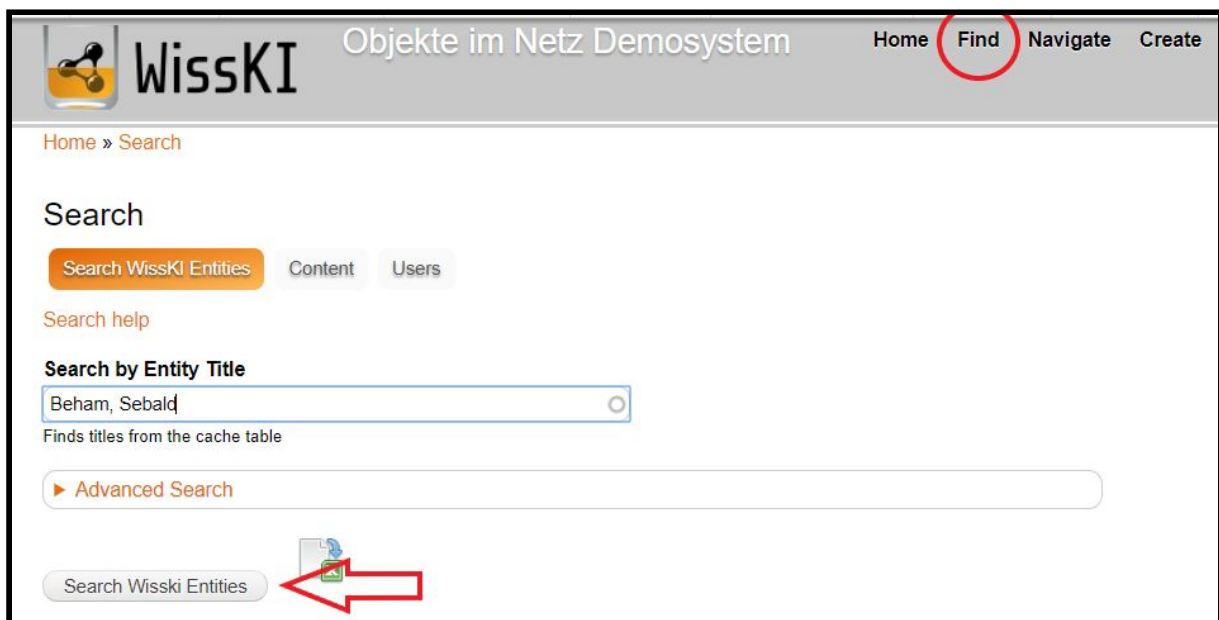 WissKI
Objekte im Netz Demosystem
Home Find Navigate Create
Home » Search
Search
Search WissKI Entities Content Users
Search help
Search by Entity Title
Beham, Sebald
Finds titles from the cache table
Advanced Search
Search Wisski Entities